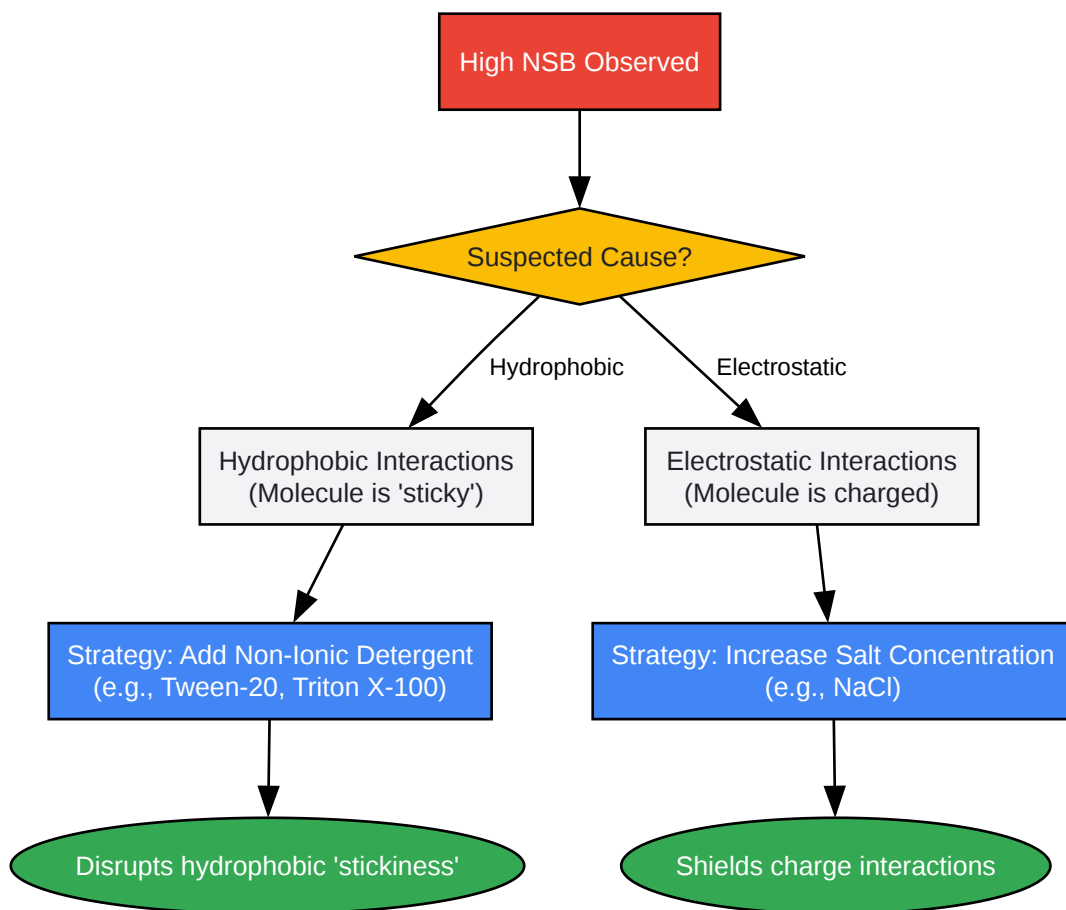 High NSB Observed
Suspected Cause?
Hydrophobic
Electrostatic
Hydrophobic Interactions
(Molecule is 'sticky')
Electrostatic Interactions
(Molecule is charged)
Strategy: Add Non-Ionic Detergent
(e.g., Tween-20, Triton X-100)
Strategy: Increase Salt Concentration
(e.g., NaCl)
Disrupts hydrophobic 'stickiness'
Shields charge interactions